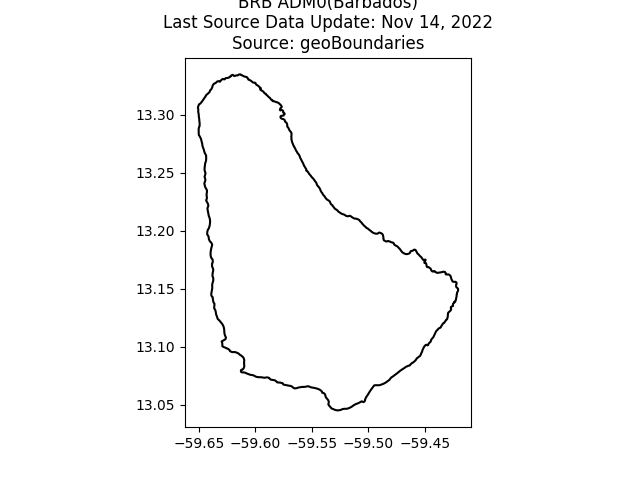 BRB ADM0(Barbados)
Last Source Data Update: Nov 14, 2022
Source: geoBoundaries
13.30
13.25
13.20
13.15
13.10
13.05
−59.65 −59.60 −59.55 −59.50 −59.45